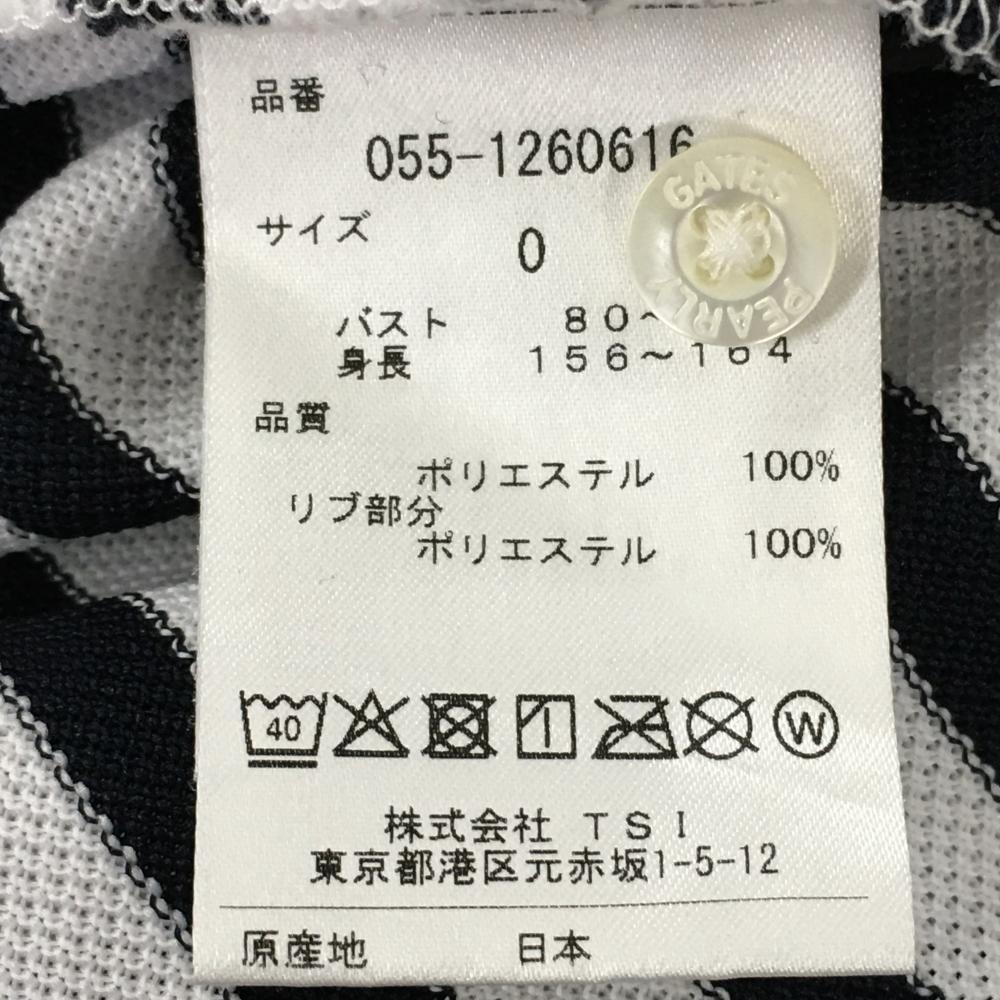 品番
055-1260616
サイズ 0
バスト 80~
身長 156~164
品質
ポリエステル 100%
リブ部分
ポリエステル 100%
40 W
株式会社 TSI
東京都港区元赤坂1-5-12
原産地 日本
GATES
PEARLY